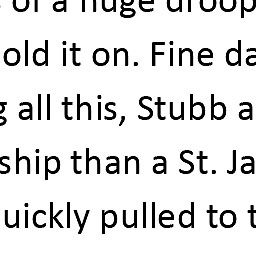 of a huge droop
old it on. Fine da
g all this, Stubb a
ship than a St. Ja
uickly pulled to t